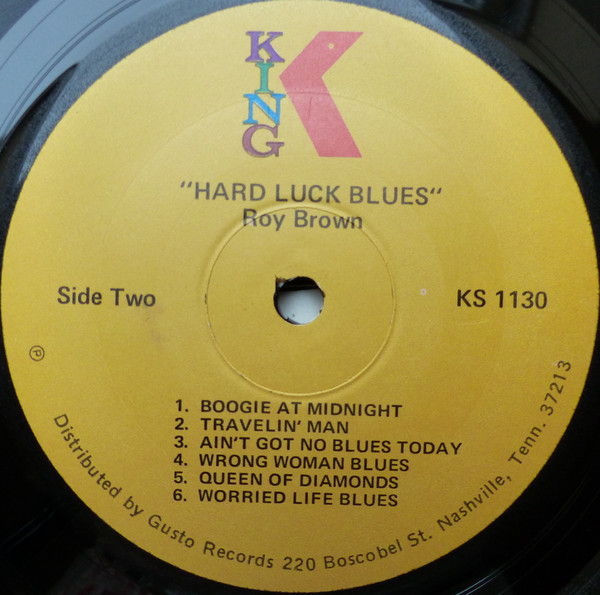 KING
K
"HARD LUCK BLUES"
Roy Brown
Side Two
KS 1130
℗
1. BOOGIE AT MIDNIGHT
2. TRAVELIN' MAN
3. AIN'T GOT NO BLUES TODAY
4. WRONG WOMAN BLUES
5. QUEEN OF DIAMONDS
6. WORRIED LIFE BLUES
Distributed by Gusto Records 220 Boscobel St. Nashville, Tenn. 37213